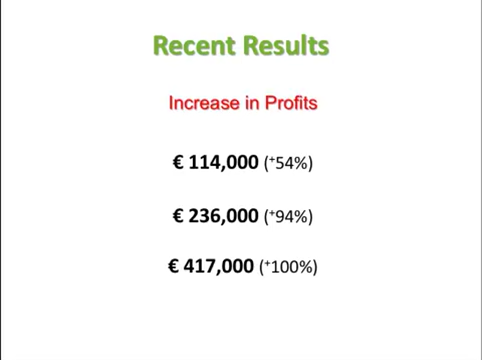 Recent Results
Increase in Profits
€ 114,000 (+54%)
€ 236,000 (+94%)
€ 417,000 (+100%)